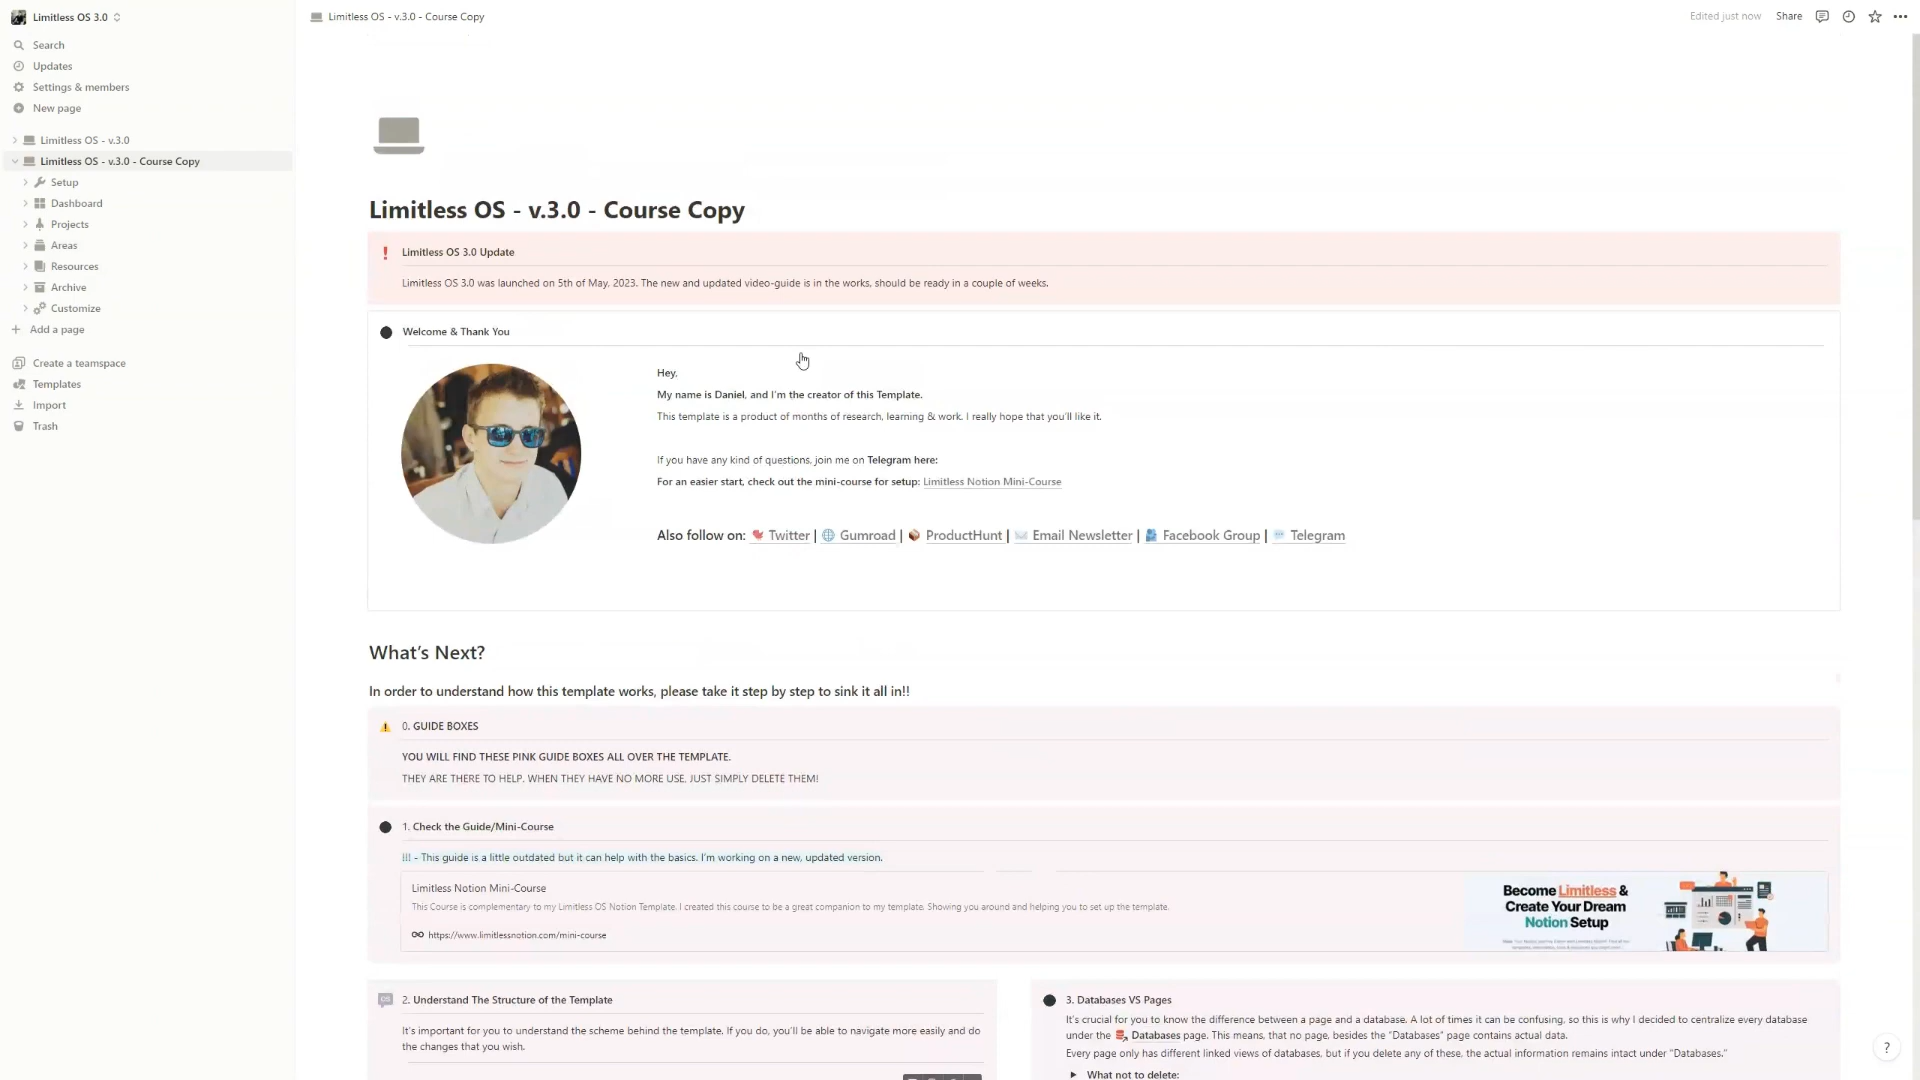 Limitless OS 3.0
Search
Updates
Settings & members
New page
Limitless OS - v.3.0
Limitless OS - v.3.0 - Course Copy
Setup
Dashboard
Projects
Areas
Resources
Archive
Customize
Add a page
Create a teamspace
Templates
Import
Trash
Limitless OS - v.3.0 - Course Copy
Edited just now
Share
Limitless OS - v.3.0 - Course Copy
Limitless OS 3.0 Update
Limitless OS 3.0 was launched on 5th of May, 2023. The new and updated video-guide is in the works, should be ready in a couple of weeks.
Welcome & Thank You
Hey,
My name is Daniel, and I'm the creator of this Template.
This template is a product of months of research, learning & work. I really hope that you'll like it.
If you have any kind of questions, join me on Telegram here:
For an easier start, check out the mini-course for setup: Limitless Notion Mini-Course
Also follow on: Twitter | Gumroad | ProductHunt | Email Newsletter | Facebook Group | Telegram
What's Next?
In order to understand how this template works, please take it step by step to sink it all in!!
0. GUIDE BOXES
YOU WILL FIND THESE PINK GUIDE BOXES ALL OVER THE TEMPLATE.
THEY ARE THERE TO HELP. WHEN THEY HAVE NO MORE USE, JUST SIMPLY DELETE THEM!
1. Check the Guide/Mini-Course
!!! - This guide is a little outdated but it can help with the basics. I'm working on a new, updated version.
Limitless Notion Mini-Course
This Course is complementary to my Limitless OS Notion Template. I created this course to be a great companion to my template. Showing you around and helping you to set up the template.
https://www.limitlessnotion.com/mini-course
Become Limitless &
Create Your Dream
Notion Setup
2. Understand The Structure of the Template
It's important for you to understand the scheme behind the template. If you do, you'll be able to navigate more easily and do
the changes that you wish.
3. Databases VS Pages
It's crucial for you to know the difference between a page and a database. A lot of times it can be confusing, so this is why I decided to centralize every database
under the Databases page. This means, that no page, besides the "Databases" page contains actual data.
Every page only has different linked views of databases, but if you delete any of these, the actual information remains intact under "Databases."
What not to delete:
?